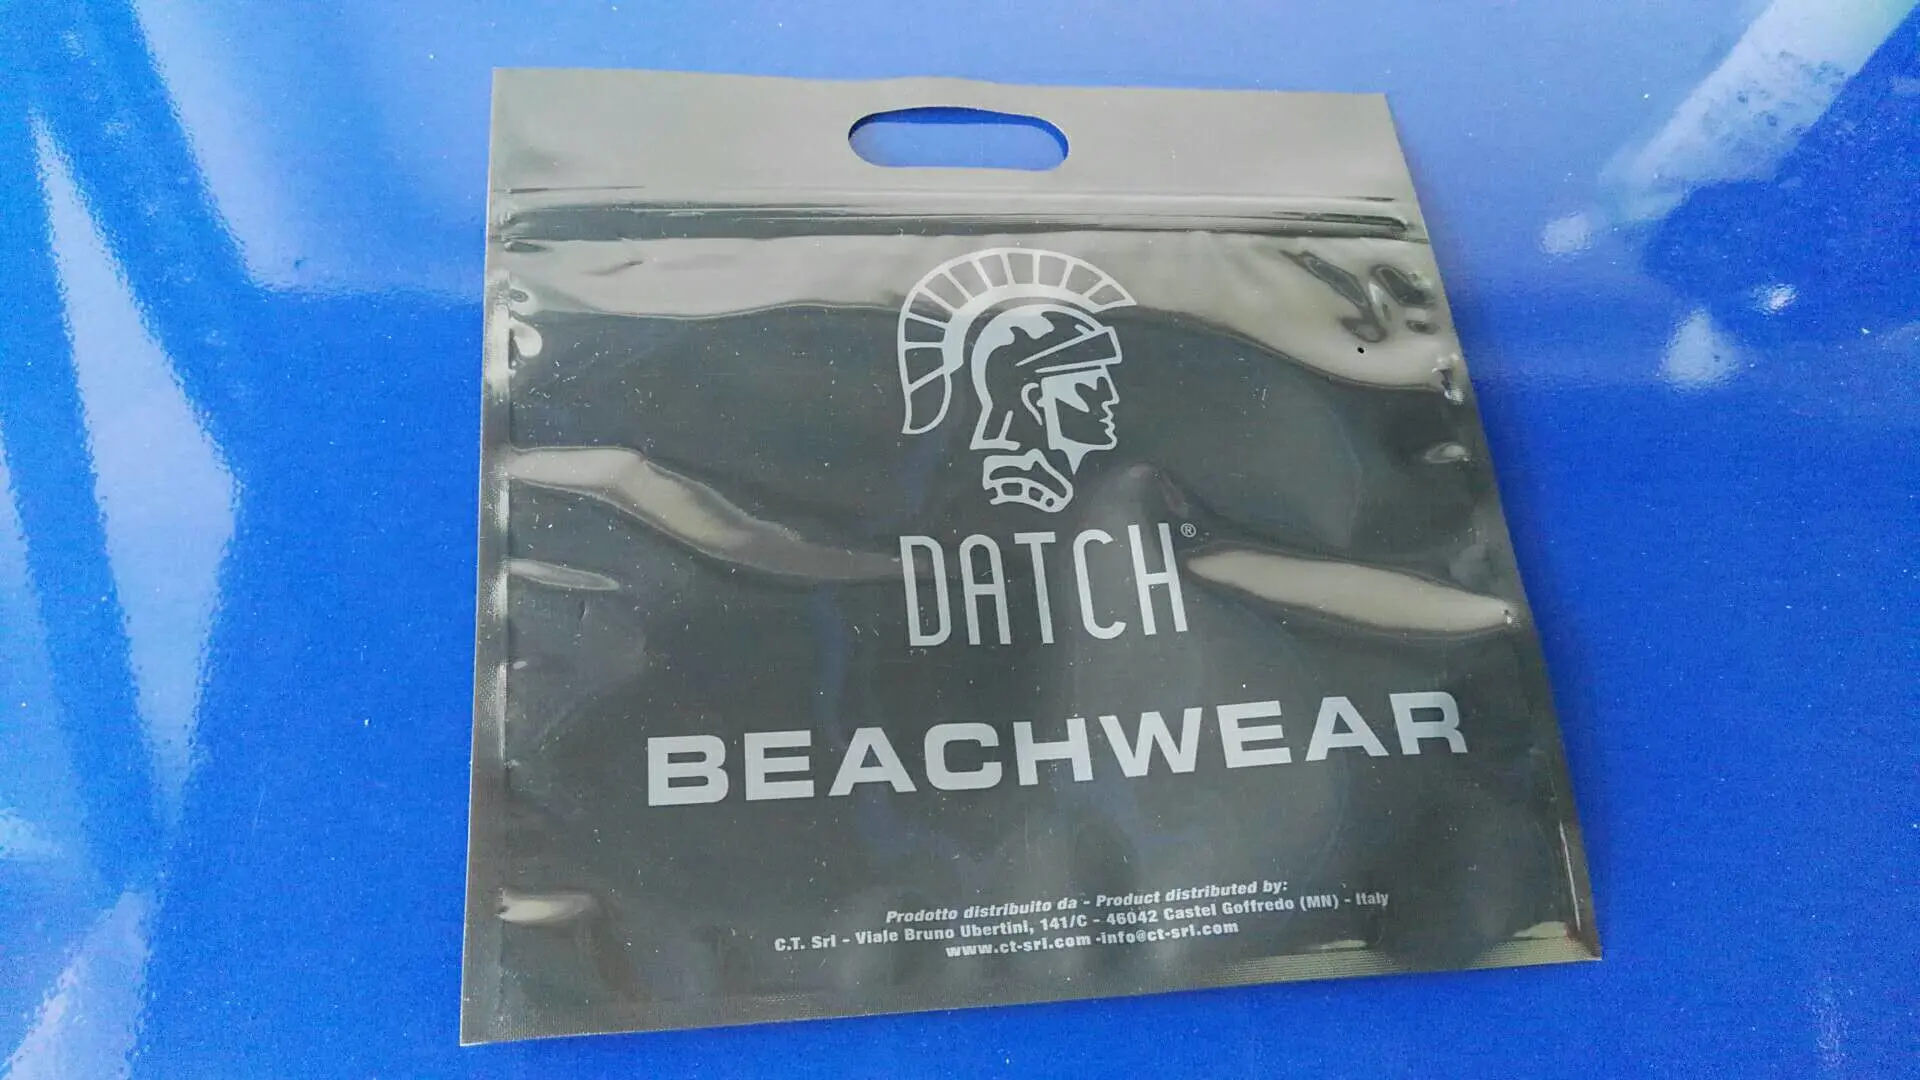 DATCH®
BEACHWEAR
Prodotto distribuito da - Product distributed by:
C.T. Srl - Viale Bruno Ubertini, 141/C - 46042 Castel Goffredo (MN) - Italy
www.ct-srl.com -info@ct-srl.com